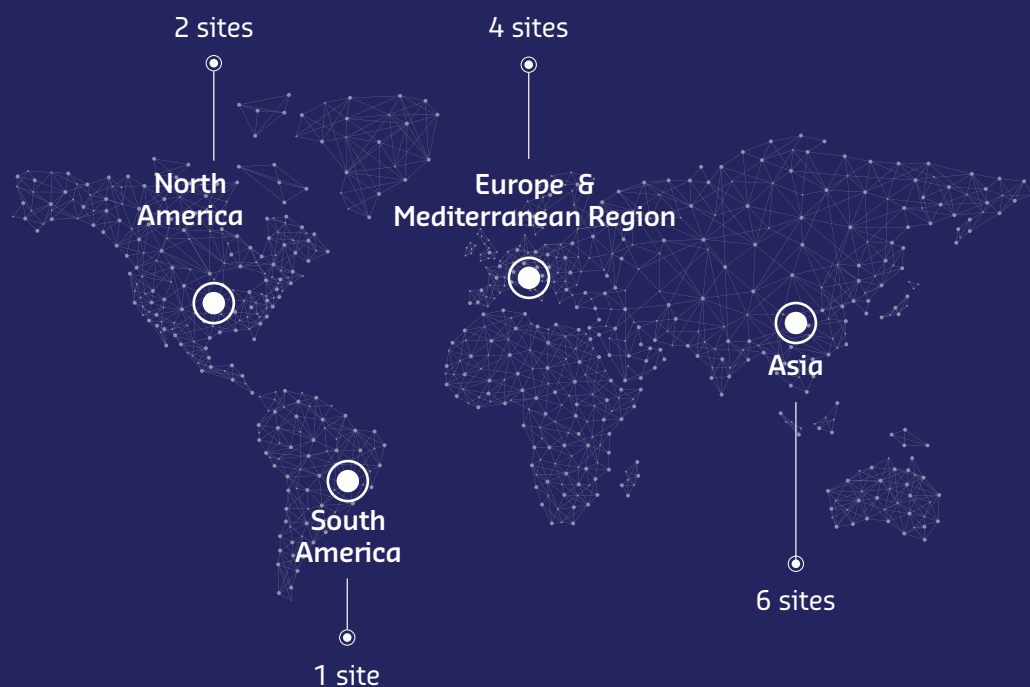 2 sites
4 sites
North
America
Europe &
Mediterranean Region
Asia
South
America
6 sites
1 site